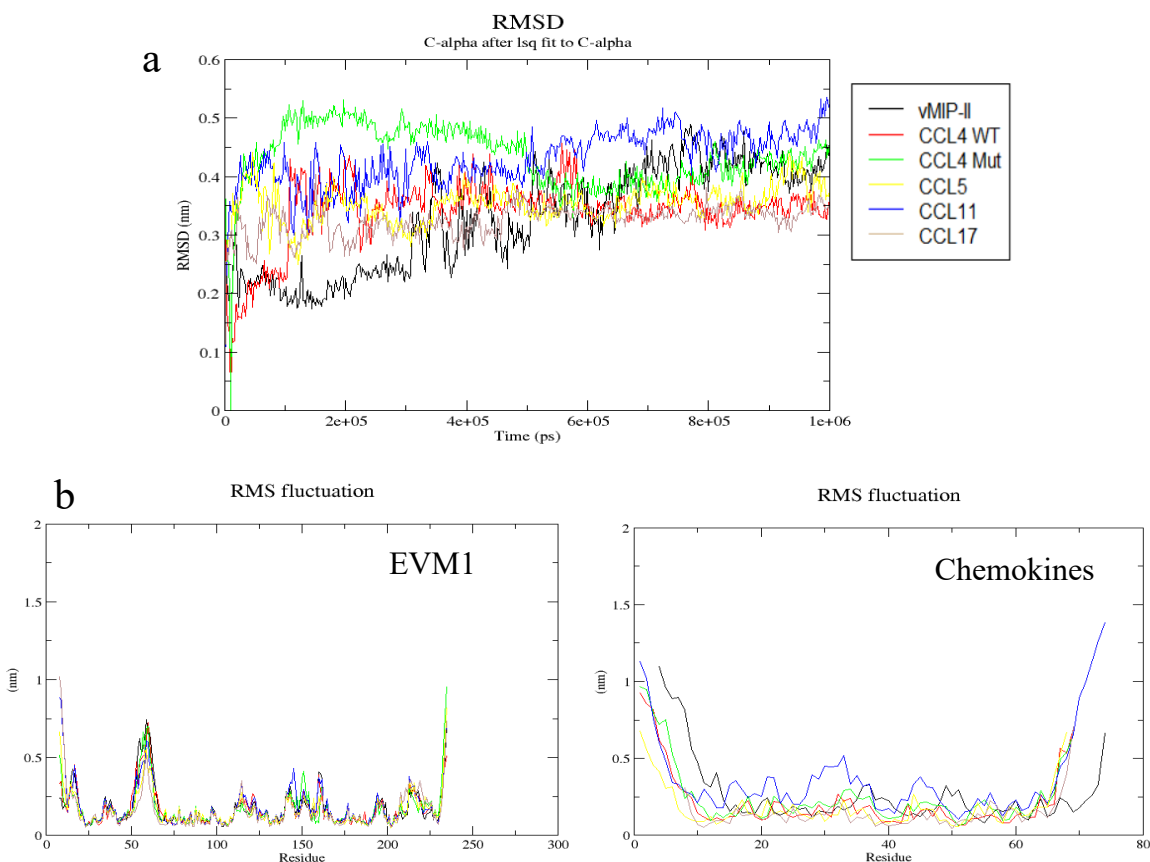 RMSD
C-alpha after lsq fit to C-alpha
a
0.6
0.5
0.4
0.3
0.2
0.1
0
RMSD (nm)
0 2e+05 4e+05 6e+05 8e+05 1e+06
Time (ps)
vMIP-II
CCL4 WT
CCL4 Mut
CCL5
CCL11
CCL17
b
RMS fluctuation
EVM1
2
1.5
1
0.5
0
(nm)
0 50 100 150 200 250 300
Residue
RMS fluctuation
Chemokines
2
1.5
1
0.5
0
(nm)
0 20 40 60 80
Residue